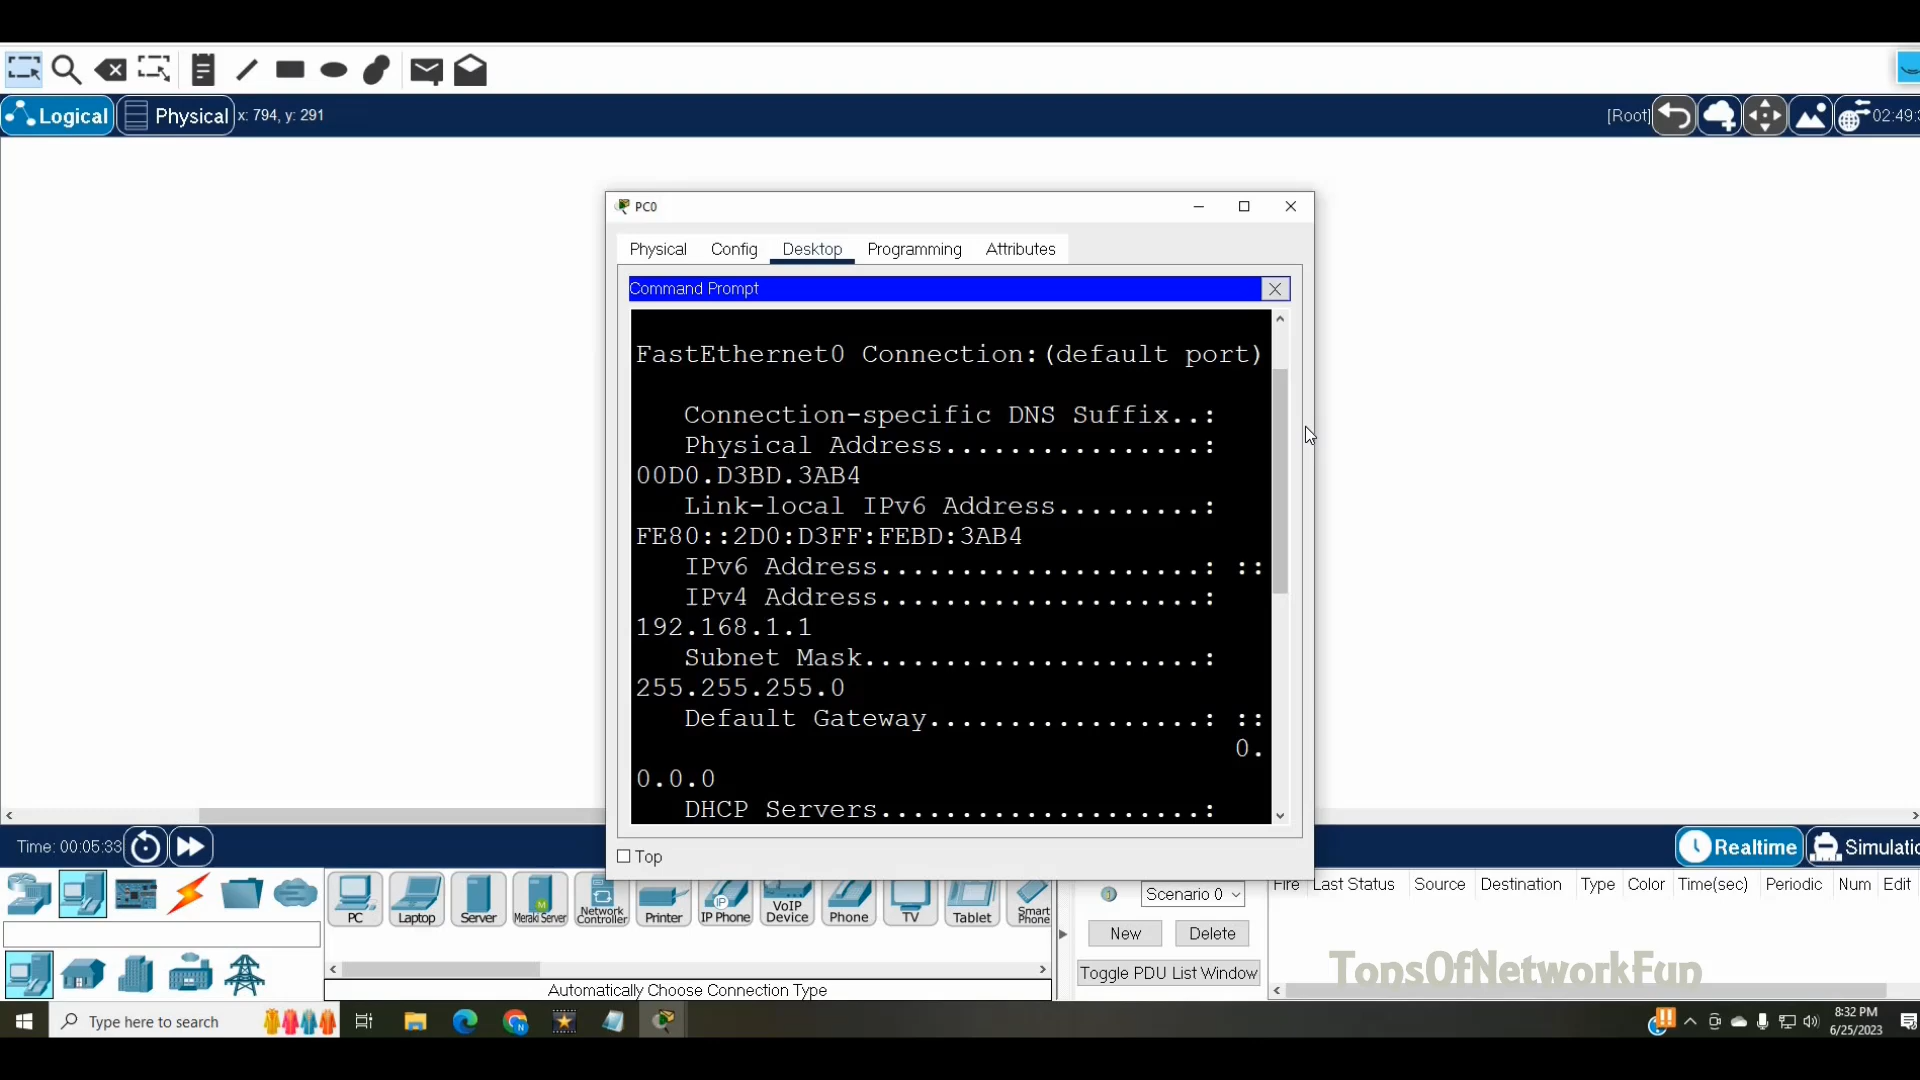 Logical
Physical
x: 794, y: 291
[Root]
PC0
Physical
Config
Desktop
Programming
Attributes
Command Prompt
FastEthernet0 Connection:(default port)
Connection-specific DNS Suffix..:
Physical Address................:
00D0.D3BD.3AB4
Link-local IPv6 Address.........:
FE80::2D0:D3FF:FEBD:3AB4
IPv6 Address....................: ::
IPv4 Address....................:
192.168.1.1
Subnet Mask.....................:
255.255.255.0
Default Gateway.................: ::
0.
0.0.0
DHCP Servers....................:
Top
Time: 00:05:33
Realtime
PC
Laptop
Server
Meraki Server
Network
Controller
Printer
IP Phone
VoIP
Device
Phone
TV
Tablet
Smart
Phone
Automatically Choose Connection Type
Scenario 0
New
Delete
Toggle PDU List Window
Fire
Last Status
Source
Destination
Type
Color
Time(sec)
Periodic
Num
Edit
TopsOfNetworkFun
Type here to search
8:32 PM
6/25/2023